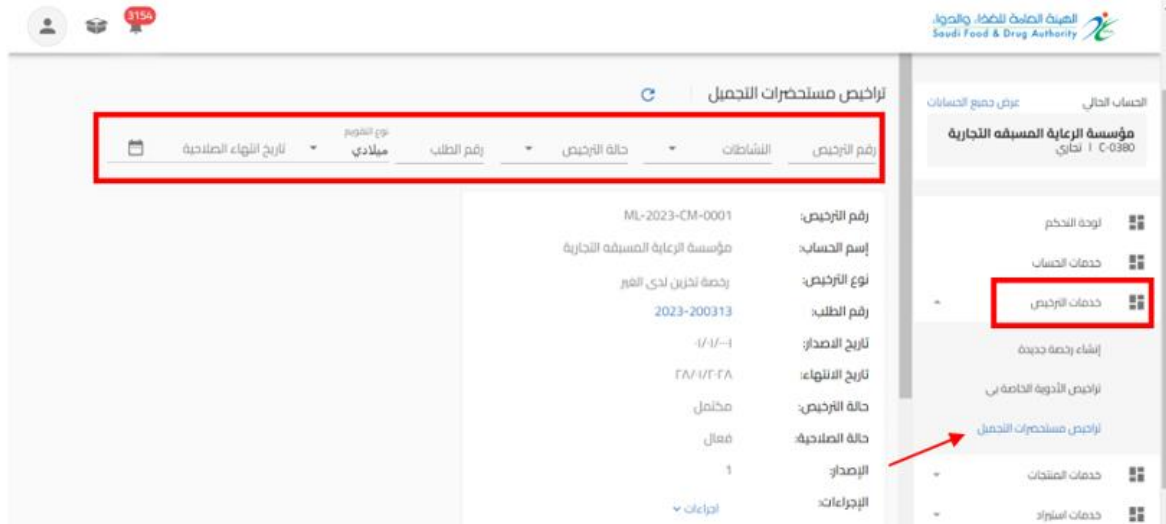 3154
الهيئة العامة للغذاء والدواء
Saudi Food & Drug Authority
الحساب الحالي
عرض جميع الحسابات
مؤسسة الرعاية المسبقه التجارية
C-0380 | تجاري
لوحة التحكم
خدمات الحساب
خدمات الترخيص
إنشاء رخصة جديدة
تراخيص الأدوية الخاصة بي
تراخيص مستحضرات التجميل
خدمات المنتجات
خدمات استيراد
تراخيص مستحضرات التجميل
رقم الترخيص
النشاطات
حالة الترخيص
رقم الطلب
نوع التقويم
ميلادي
تاريخ انتهاء الصلاحية
رقم الترخيص: ML-2023-CM-0001
إسم الحساب: مؤسسة الرعاية المسبقه التجارية
نوع الترخيص: رخصة تخزين لدى الغير
رقم الطلب: 2023-200313
تاريخ الاصدار:
تاريخ الانتهاء:
حالة الترخيص: مكتمل
حالة الصلاحية: فعال
الإصدار: 1
الإجراءات: اجراءات